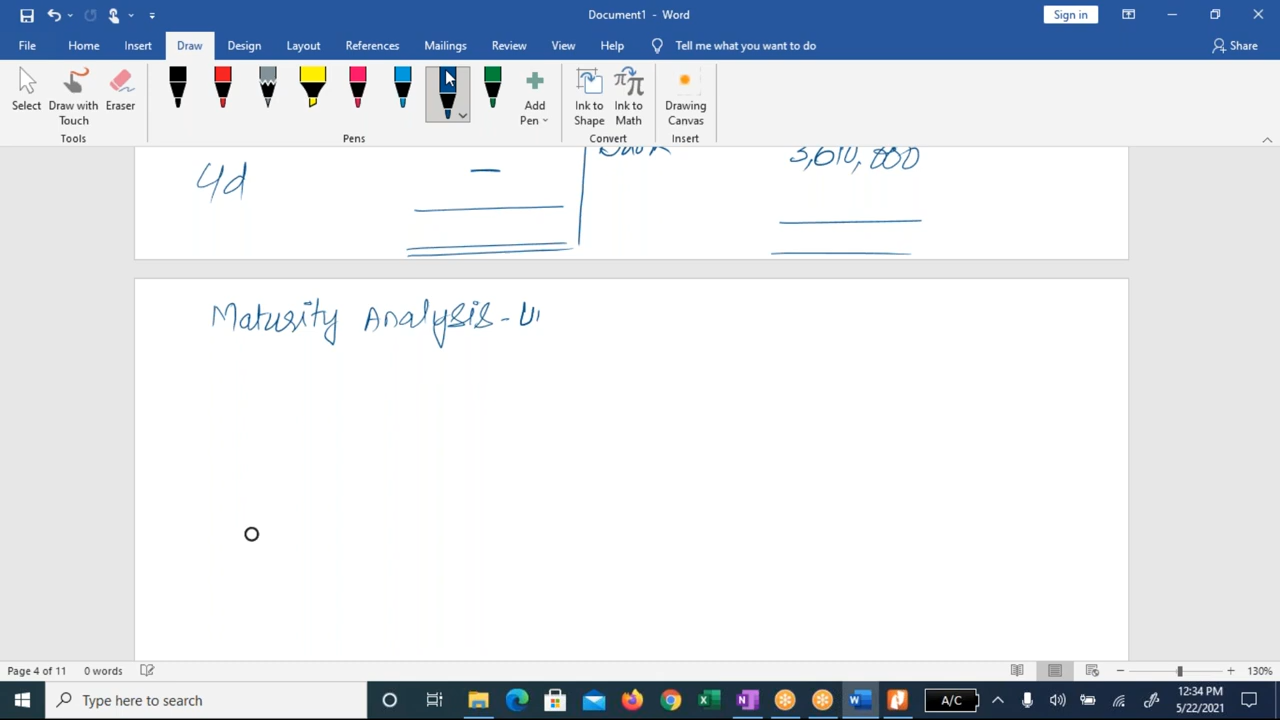 Document1 - Word
Sign in
File Home Insert Draw Design Layout References Mailings Review View Help Tell me what you want to do Share
Select Draw with Touch Eraser Add Pen Ink to Shape Ink to Math Drawing Canvas
Tools Pens Convert Insert
3,610,000
4d —
Maturity Analysis -
Page 4 of 11 0 words 130%
Type here to search A/C 12:34 PM
5/22/2021